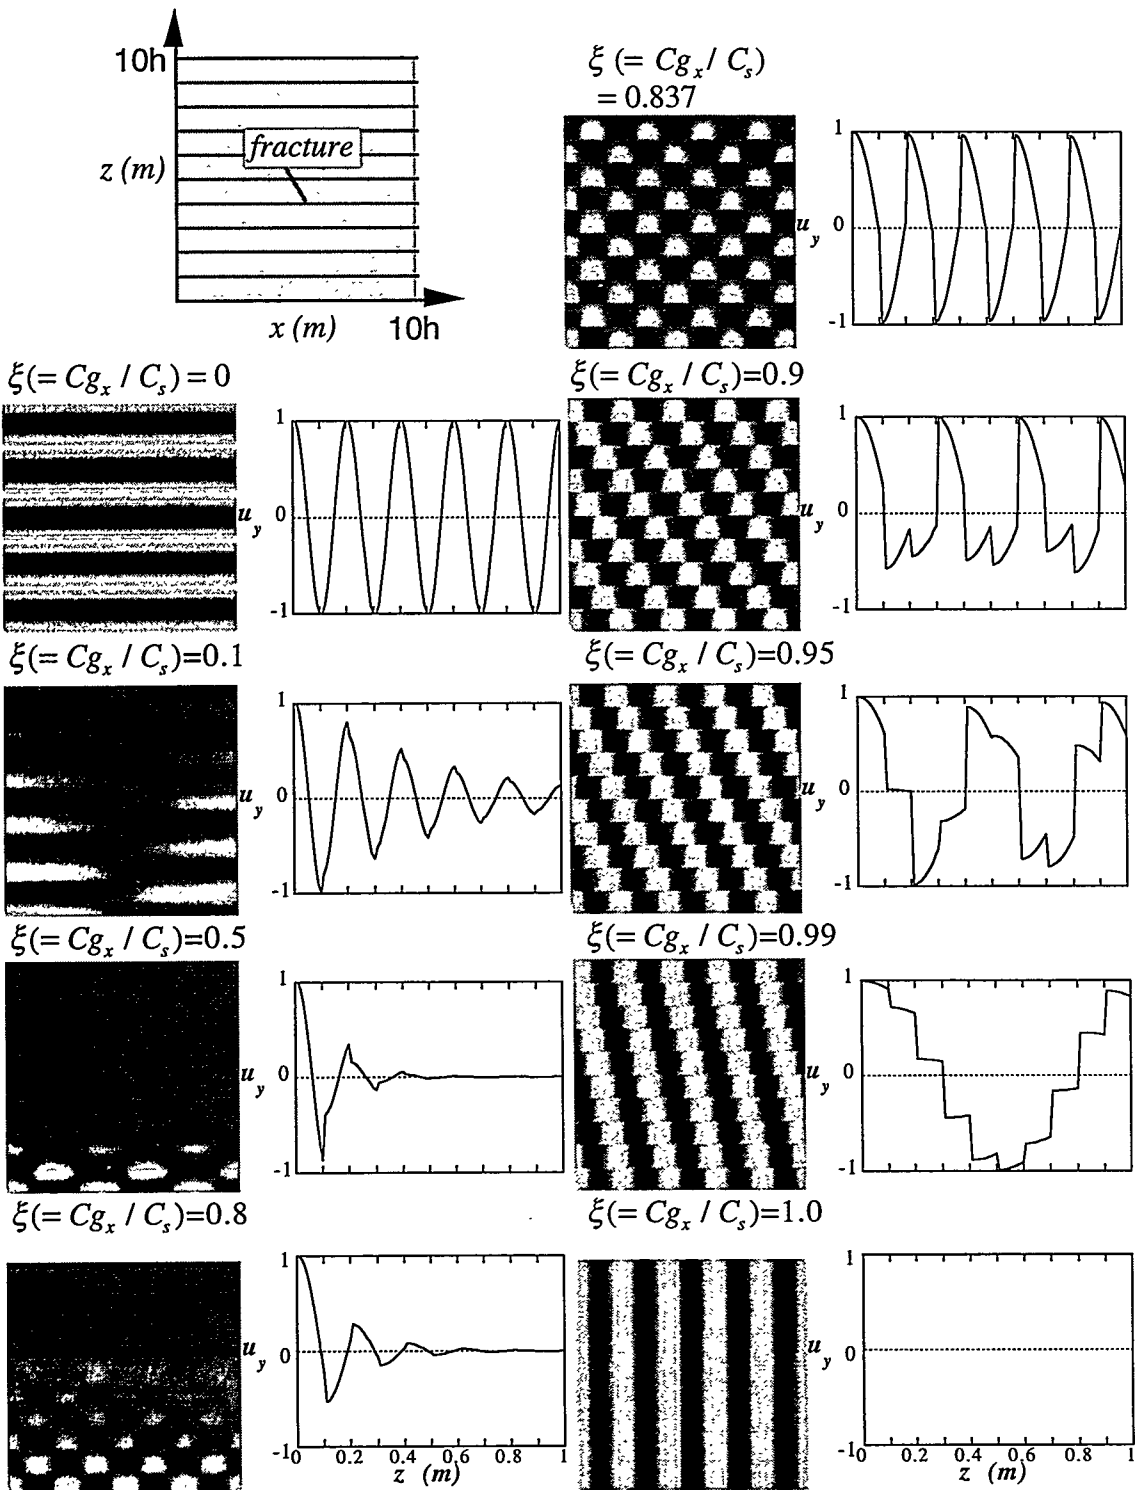 10h
z (m)
fracture
x (m)
10h
ξ (= Cg_x / C_s)
= 0.837
u_y
1
0
-1
ξ(= Cg_x / C_s) = 0
u_y
1
0
-1
ξ(= Cg_x / C_s)=0.9
u_y
1
0
-1
ξ(= Cg_x / C_s)=0.1
u_y
1
0
-1
ξ(= Cg_x / C_s)=0.95
u_y
1
0
-1
ξ(= Cg_x / C_s)=0.5
u_y
1
0
-1
ξ(= Cg_x / C_s)=0.99
u_y
1
0
-1
ξ(= Cg_x / C_s)=0.8
u_y
1
0
-1
0 0.2 0.4 0.6 0.8 1
z (m)
ξ(= Cg_x / C_s)=1.0
u_y
1
0
-1
0 0.2 0.4 0.6 0.8 1
z (m)